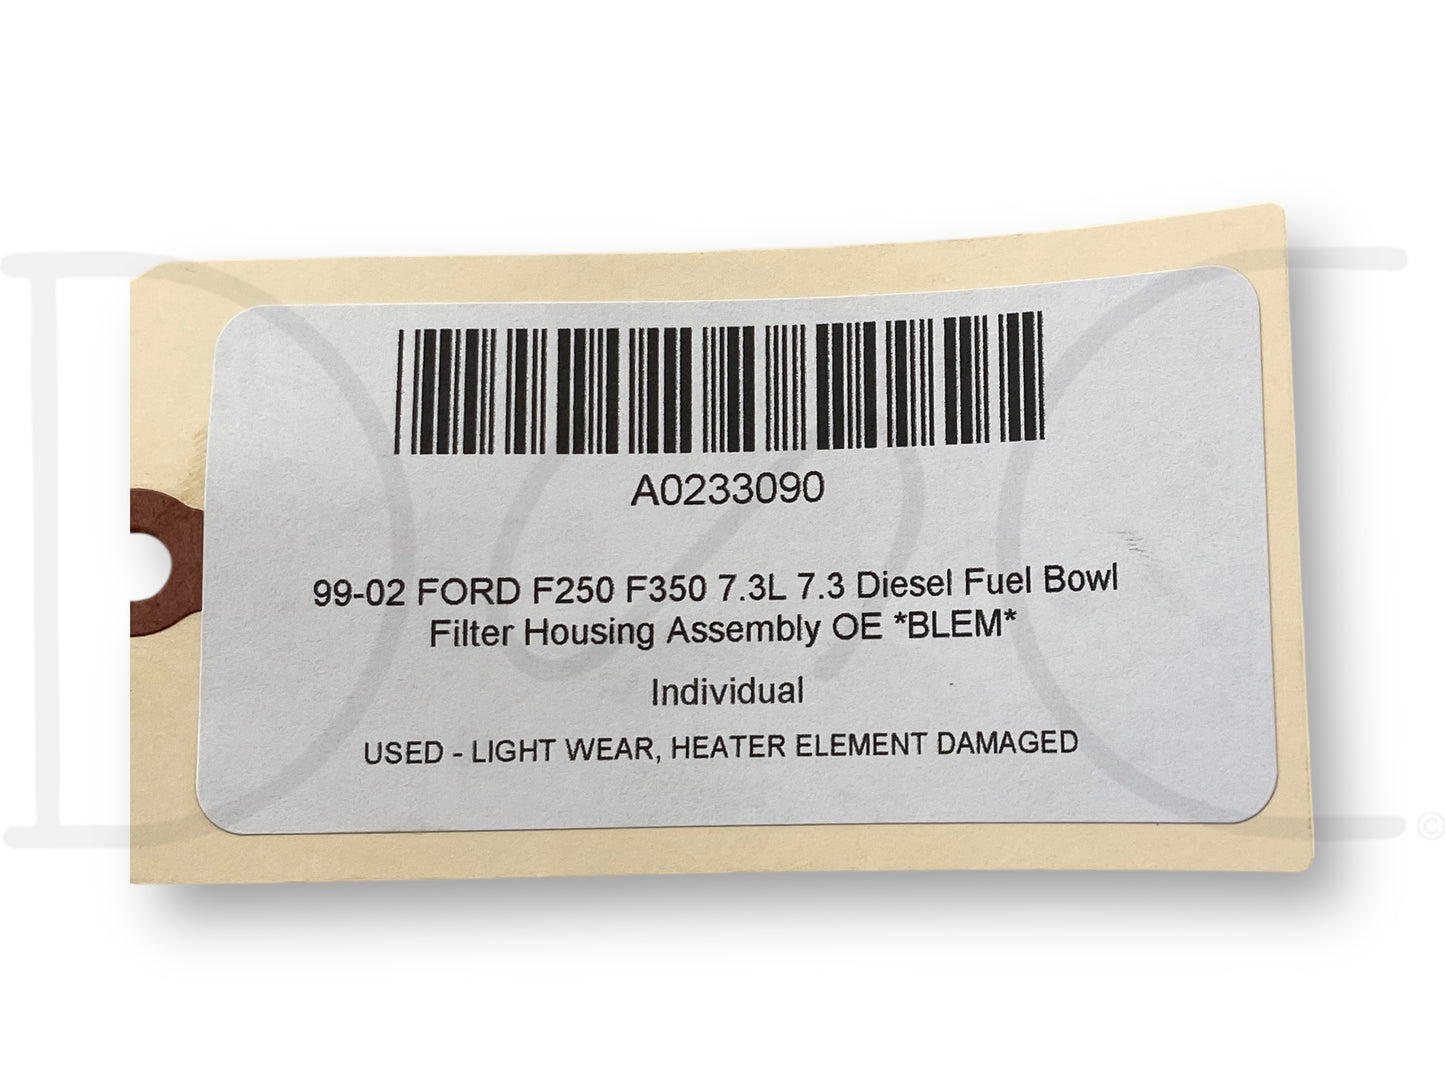 A0233090
99-02 FORD F250 F350 7.3L 7.3 Diesel Fuel Bowl
Filter Housing Assembly OE *BLEM*
Individual
USED - LIGHT WEAR, HEATER ELEMENT DAMAGED
©